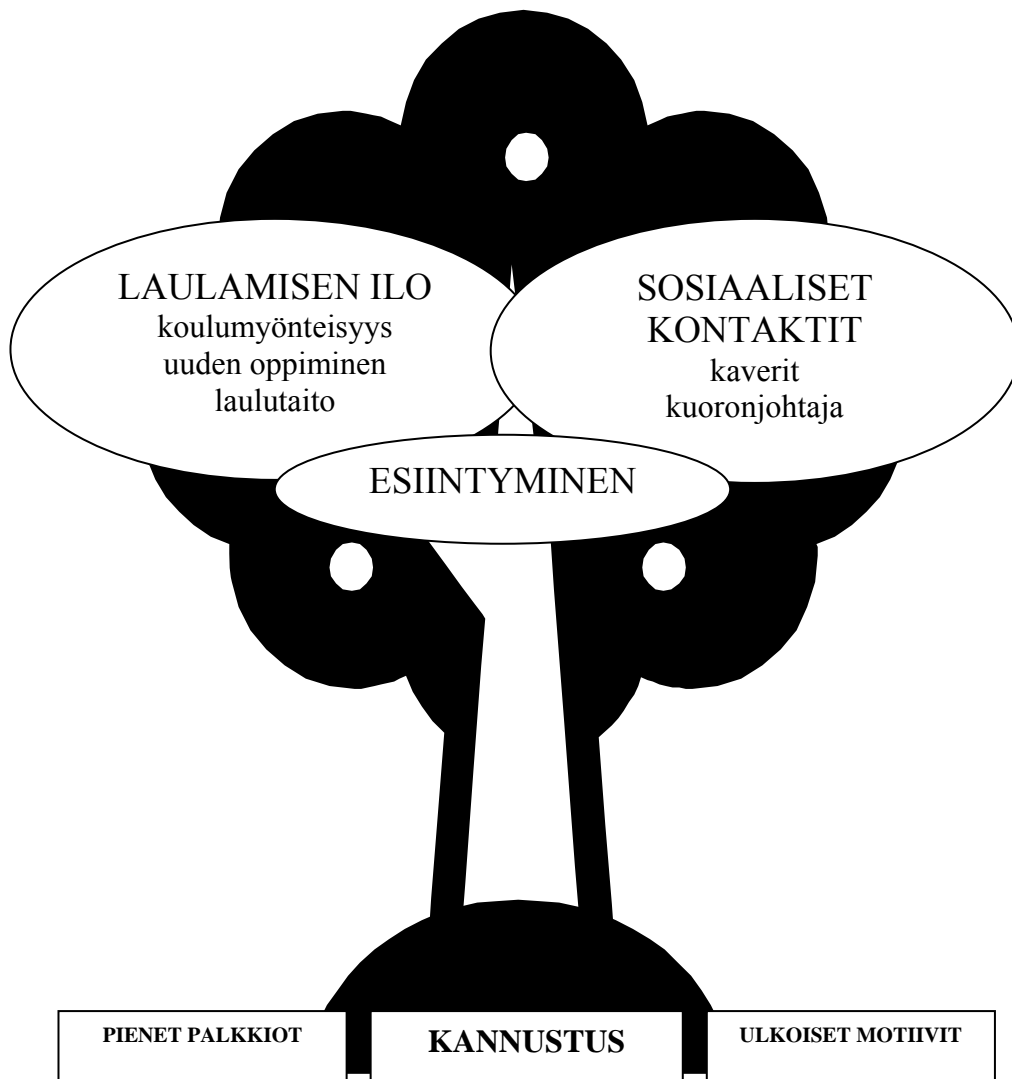 LAULAMISEN ILO
koulumyönteisyys
uuden oppiminen
laulutaito
SOSIAALISET
KONTAKTIT
kaverit
kuoronjohtaja
ESIINTYMINEN
PIENET PALKKIOT
KANNUSTUS
ULKOISET MOTIIVIT